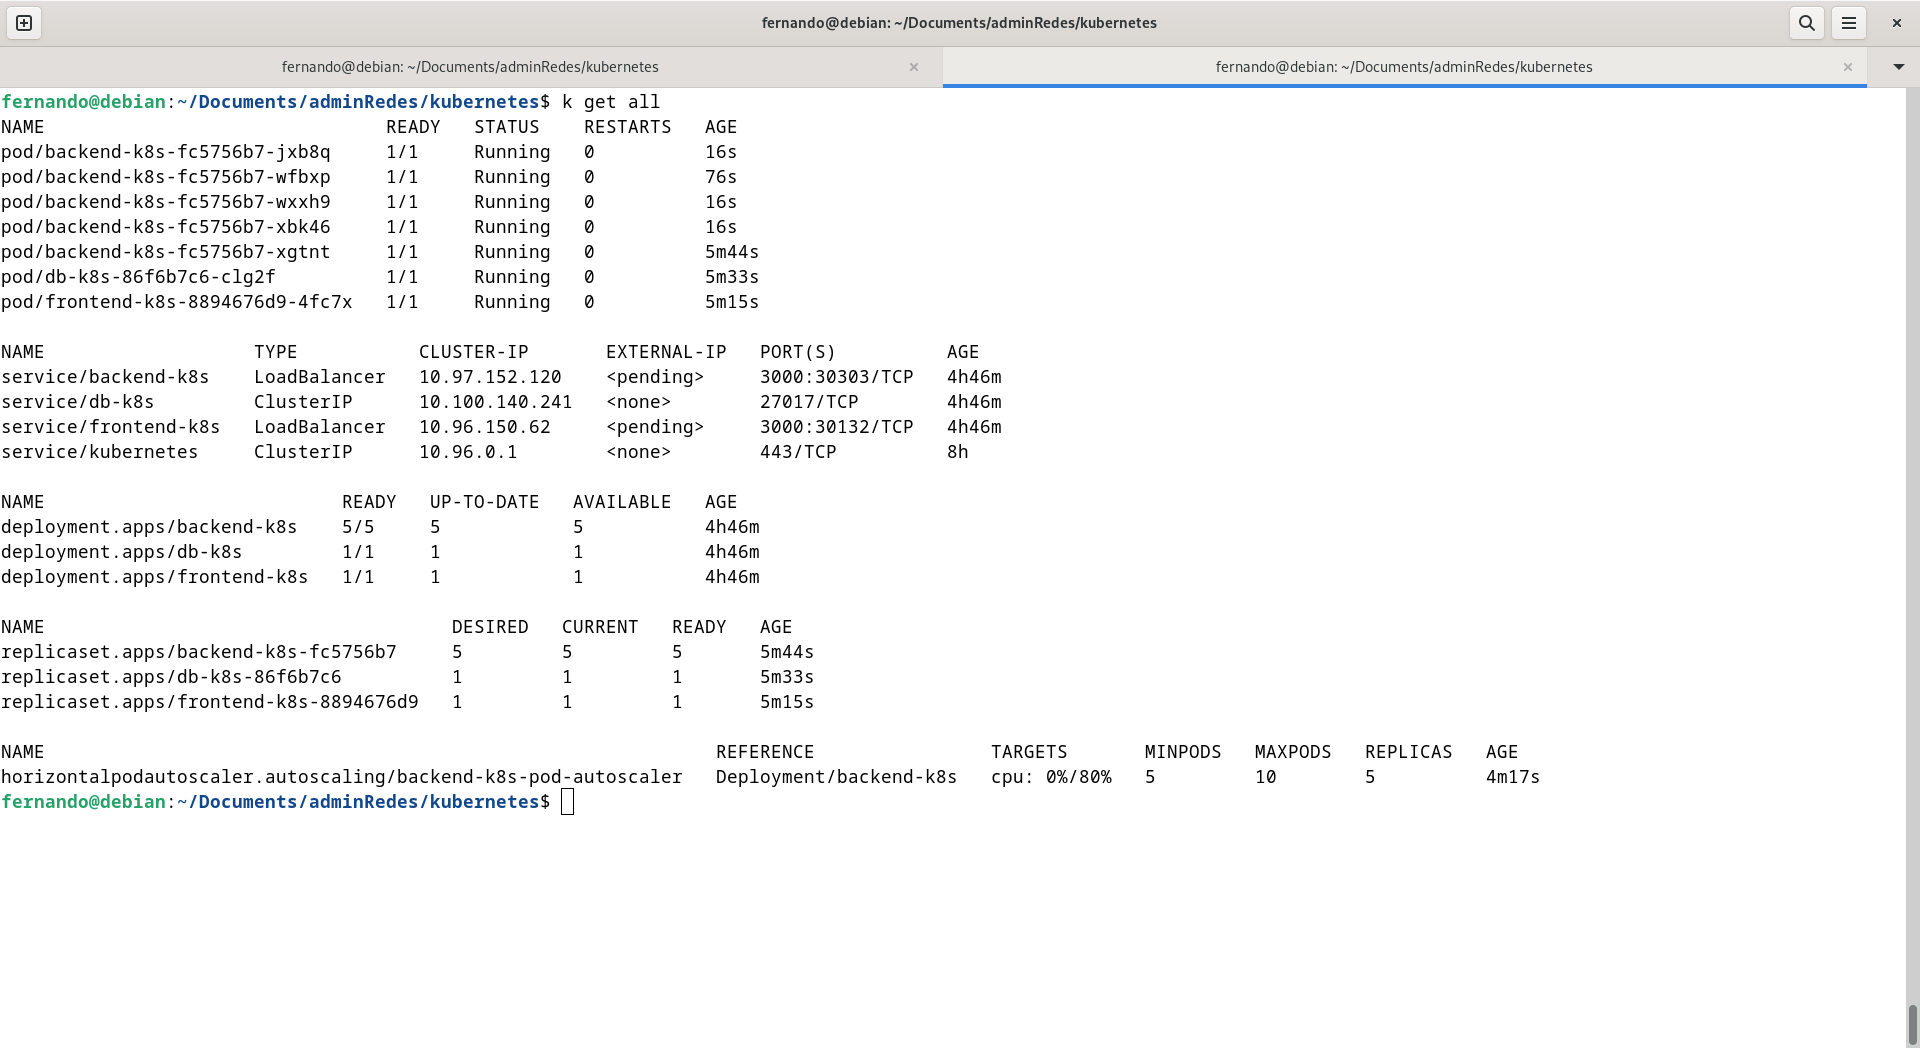 fernando@debian: ~/Documents/adminRedes/kubernetes
fernando@debian: ~/Documents/adminRedes/kubernetes × fernando@debian: ~/Documents/adminRedes/kubernetes ×
fernando@debian:~/Documents/adminRedes/kubernetes$ k get all
NAME                               READY   STATUS    RESTARTS   AGE
pod/backend-k8s-fc5756b7-jxb8q     1/1     Running   0          16s
pod/backend-k8s-fc5756b7-wfbxp     1/1     Running   0          76s
pod/backend-k8s-fc5756b7-wxxh9     1/1     Running   0          16s
pod/backend-k8s-fc5756b7-xbk46     1/1     Running   0          16s
pod/backend-k8s-fc5756b7-xgtnt     1/1     Running   0          5m44s
pod/db-k8s-86f6b7c6-clg2f          1/1     Running   0          5m33s
pod/frontend-k8s-8894676d9-4fc7x   1/1     Running   0          5m15s

NAME                   TYPE           CLUSTER-IP       EXTERNAL-IP   PORT(S)          AGE
service/backend-k8s    LoadBalancer   10.97.152.120    <pending>     3000:30303/TCP   4h46m
service/db-k8s         ClusterIP      10.100.140.241   <none>        27017/TCP        4h46m
service/frontend-k8s   LoadBalancer   10.96.150.62     <pending>     3000:30132/TCP   4h46m
service/kubernetes     ClusterIP      10.96.0.1        <none>        443/TCP          8h

NAME                           READY   UP-TO-DATE   AVAILABLE   AGE
deployment.apps/backend-k8s    5/5     5            5           4h46m
deployment.apps/db-k8s         1/1     1            1           4h46m
deployment.apps/frontend-k8s   1/1     1            1           4h46m

NAME                                     DESIRED   CURRENT   READY   AGE
replicaset.apps/backend-k8s-fc5756b7     5         5         5       5m44s
replicaset.apps/db-k8s-86f6b7c6          1         1         1       5m33s
replicaset.apps/frontend-k8s-8894676d9   1         1         1       5m15s

NAME                                                             REFERENCE                TARGETS       MINPODS   MAXPODS   REPLICAS   AGE
horizontalpodautoscaler.autoscaling/backend-k8s-pod-autoscaler   Deployment/backend-k8s   cpu: 0%/80%   5         10        5          4m17s
fernando@debian:~/Documents/adminRedes/kubernetes$